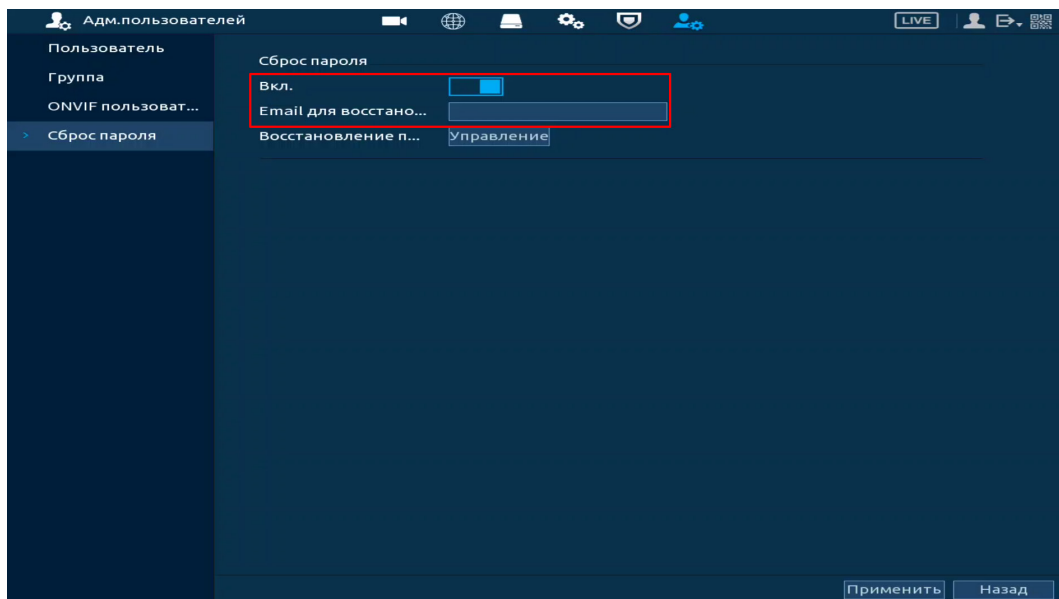 Адм.пользователей
LIVE
Пользователь
Группа
ONVIF пользоват...
> Сброс пароля
Сброс пароля
Вкл.
Email для восстано...
Восстановление п... Управление
Применить Назад